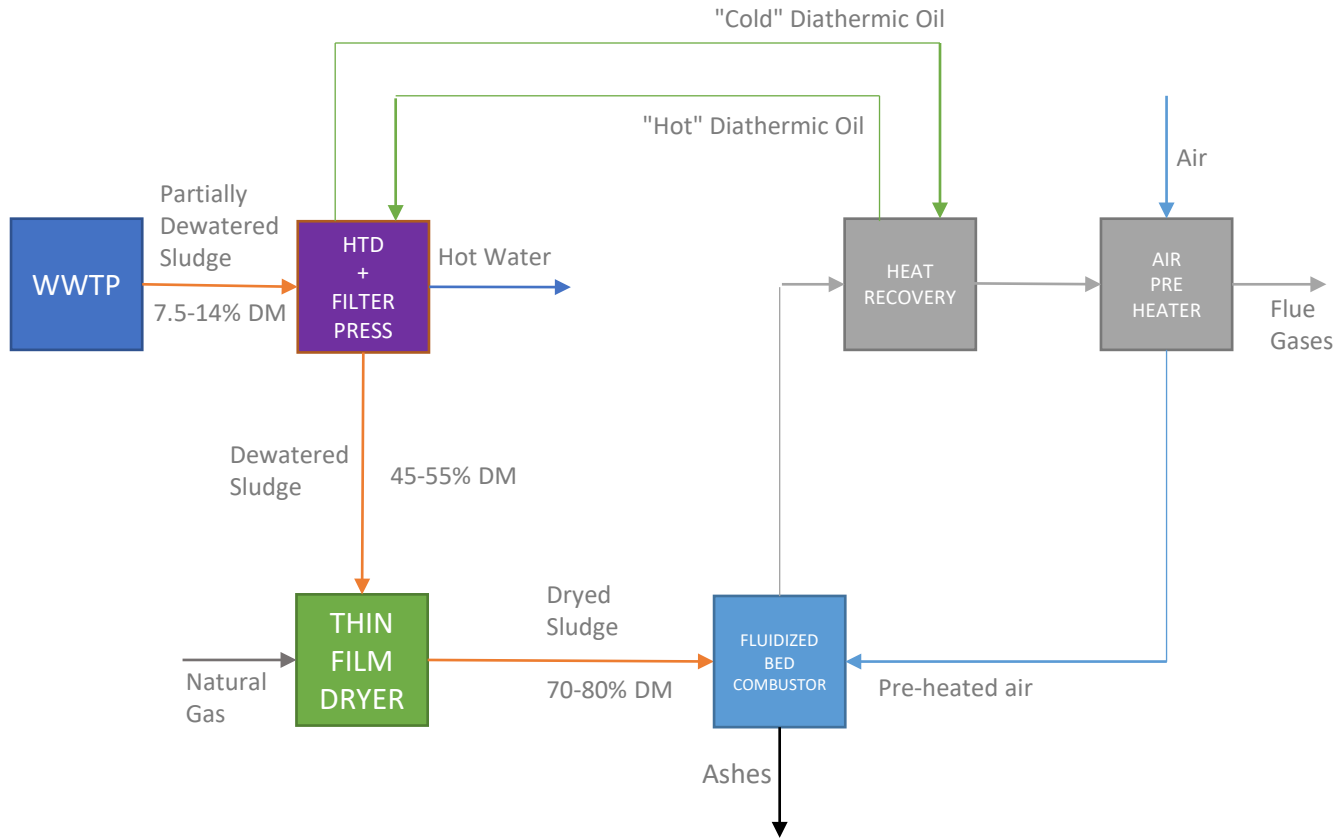 "Cold" Diathermic Oil
"Hot" Diathermic Oil
Air
Partially
Dewatered
Sludge
7.5-14% DM
WWTP
HTD
+
FILTER
PRESS
Hot Water
HEAT
RECOVERY
AIR
PRE
HEATER
Flue
Gases
Dewatered
Sludge
45-55% DM
THIN
FILM
DRYER
Natural
Gas
Dryed
Sludge
70-80% DM
FLUIDIZED
BED
COMBUSTOR
Pre-heated air
Ashes